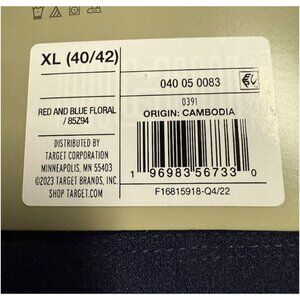 XL (40/42)
RED AND BLUE FLORAL
/ 85Z94
DISTRIBUTED BY
TARGET CORPORATION
MINNEAPOLIS, MN 55403
©2023 TARGET BRANDS, INC.
SHOP TARGET.COM
040 05 0083
0391
ORIGIN: CAMBODIA
1 96983 56733 0
F16815918-Q4/22